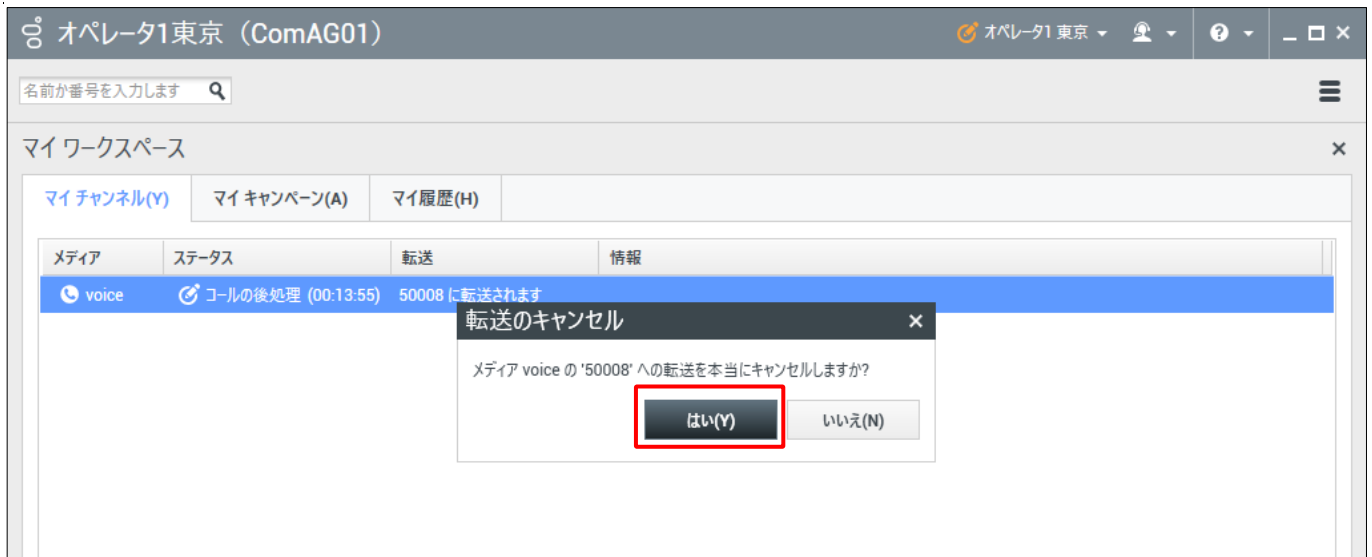 オペレータ1東京（ComAG01）
オペレータ1 東京
名前か番号を入力します
マイ ワークスペース
マイ チャンネル(Y) マイ キャンペーン(A) マイ履歴(H)
メディア ステータス 転送 情報
voice コールの後処理 (00:13:55) 50008 に転送されます
転送のキャンセル
メディア voice の '50008' への転送を本当にキャンセルしますか?
はい(Y) いいえ(N)